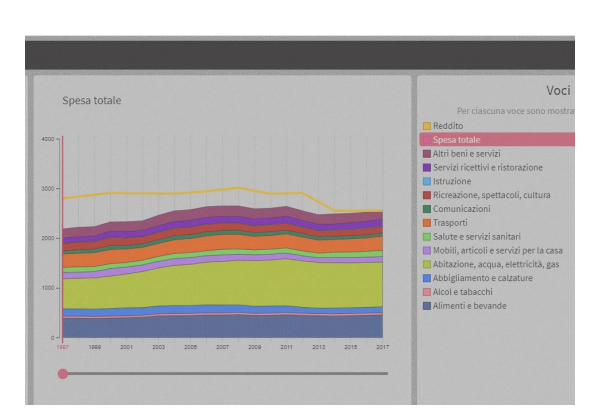 Spesa totale
4000
3000
2000
1000
0
1997
1999
2001
2003
2005
2007
2009
2011
2013
2015
2017
Voci
Per ciascuna voce sono mostra
Reddito
Spesa totale
Altri beni e servizi
Servizi ricettivi e ristorazione
Istruzione
Ricreazione, spettacoli, cultura
Comunicazioni
Trasporti
Salute e servizi sanitari
Mobili, articoli e servizi per la casa
Abitazione, acqua, elettricità, gas
Abbigliamento e calzature
Alcol e tabacchi
Alimenti e bevande